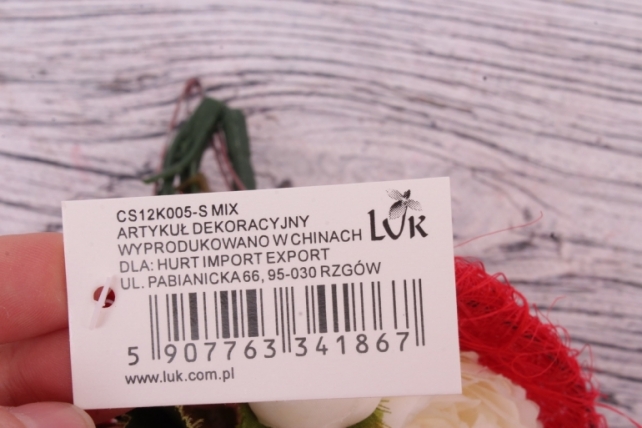 CS12K005-S MIX
ARTYKUŁ DEKORACYJNY
WYPRODUKOWANO W CHINACH
DLA: HURT IMPORT EXPORT
UL. PABIANICKA 66, 95-030 RZGÓW
LUK
5 907763 341867
www.luk.com.pl